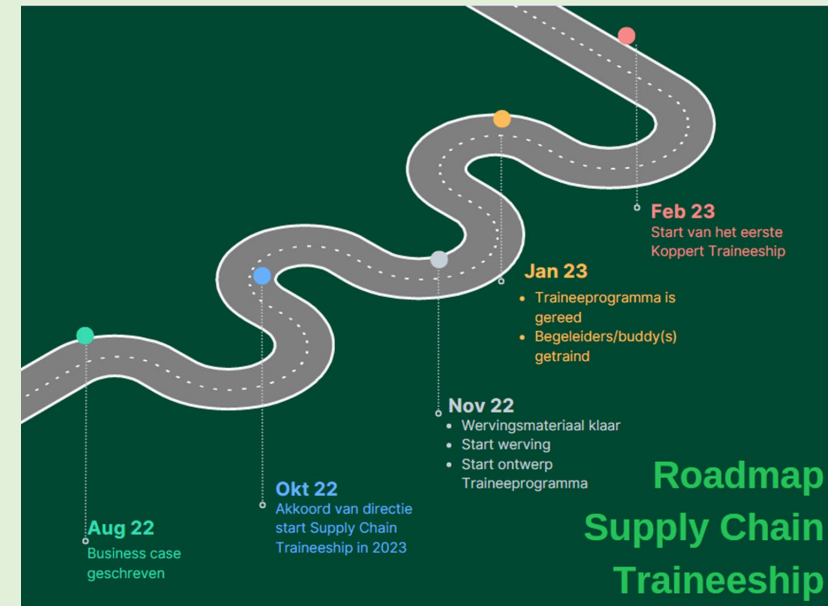 Feb 23
Start van het eerste
Koppert Traineeship
Jan 23
• Traineeprogramma is
gereed
• Begeleiders/buddy(s)
getraind
Nov 22
• Wervingsmateriaal klaar
• Start werving
• Start ontwerp
Traineeprogramma
Okt 22
Akkoord van directie
start Supply Chain
Traineeship in 2023
Aug 22
Business case
geschreven
Roadmap
Supply Chain
Traineeship